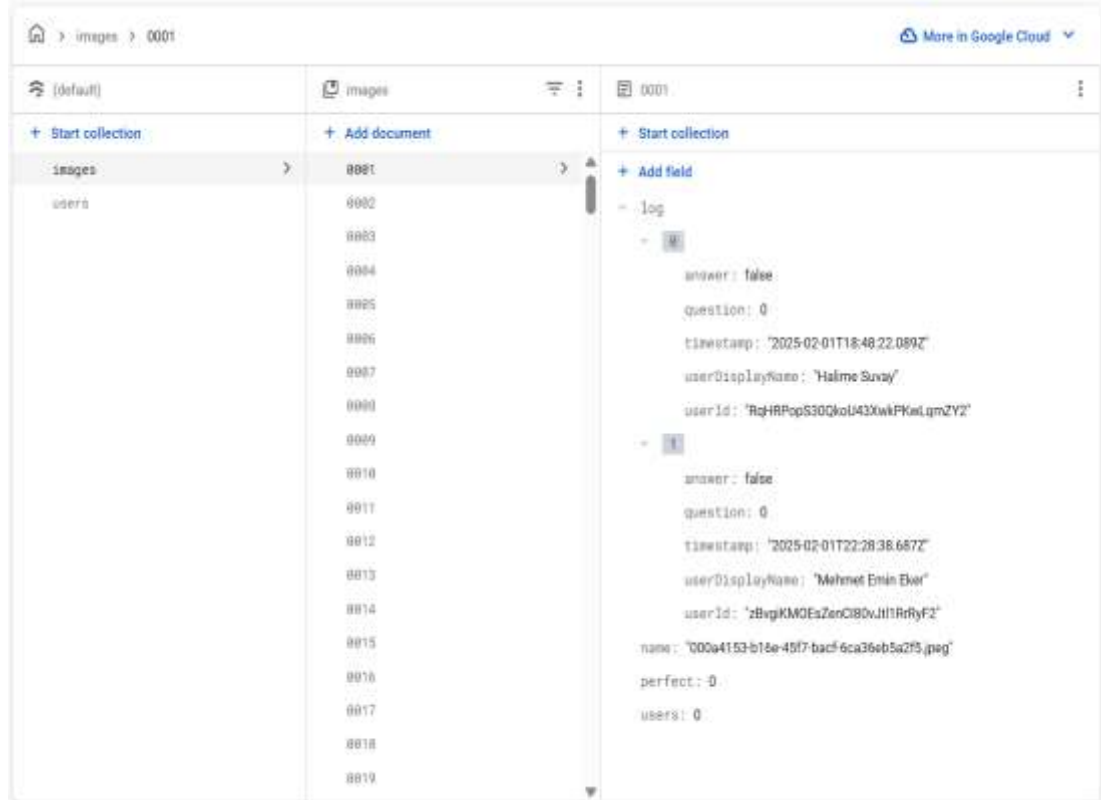 images > 0001
More in Google Cloud
(default)
+ Start collection
images
users
images
+ Add document
0001
0002
0003
0004
0005
0006
0007
0008
0009
0010
0011
0012
0013
0014
0015
0016
0017
0018
0019
0001
+ Start collection
+ Add field
log
0
answer: false
question: 0
timestamp: "2025-02-01T18:48:22.089Z"
userDisplayName: "Halime Suvay"
1
answer: false
question: 0
timestamp: "2025-02-01T22:28:38.687Z"
userDisplayName: "Mehmet Emin Eker"
name: "000a4153-b16e-45f7-bacf-6ca36eb5a2f5.jpeg"
perfect: 0
users: 0